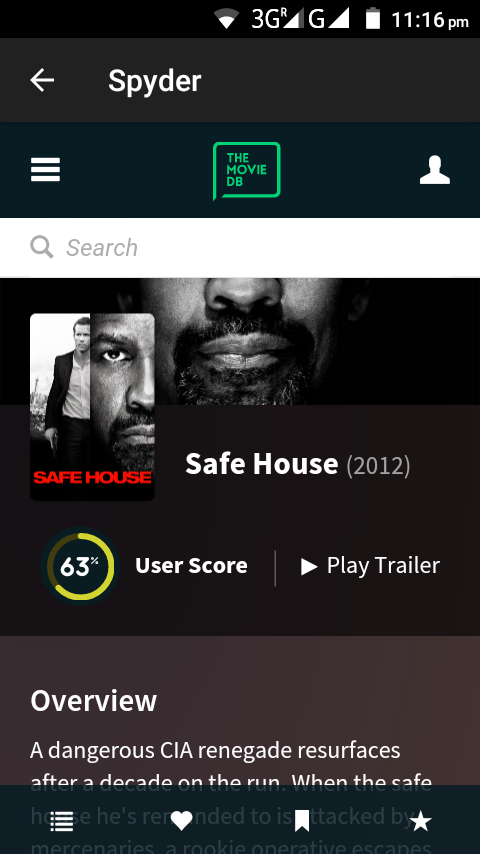 3G R G 11:16 pm
Spyder
THE
MOVIE
DB
Search
SAFE HOUSE
Safe House (2012)
63% User Score Play Trailer
Overview
A dangerous CIA renegade resurfaces
after a decade on the run. When the safe
house he's remanded to is attacked by
mercenaries, a rookie operative escapes